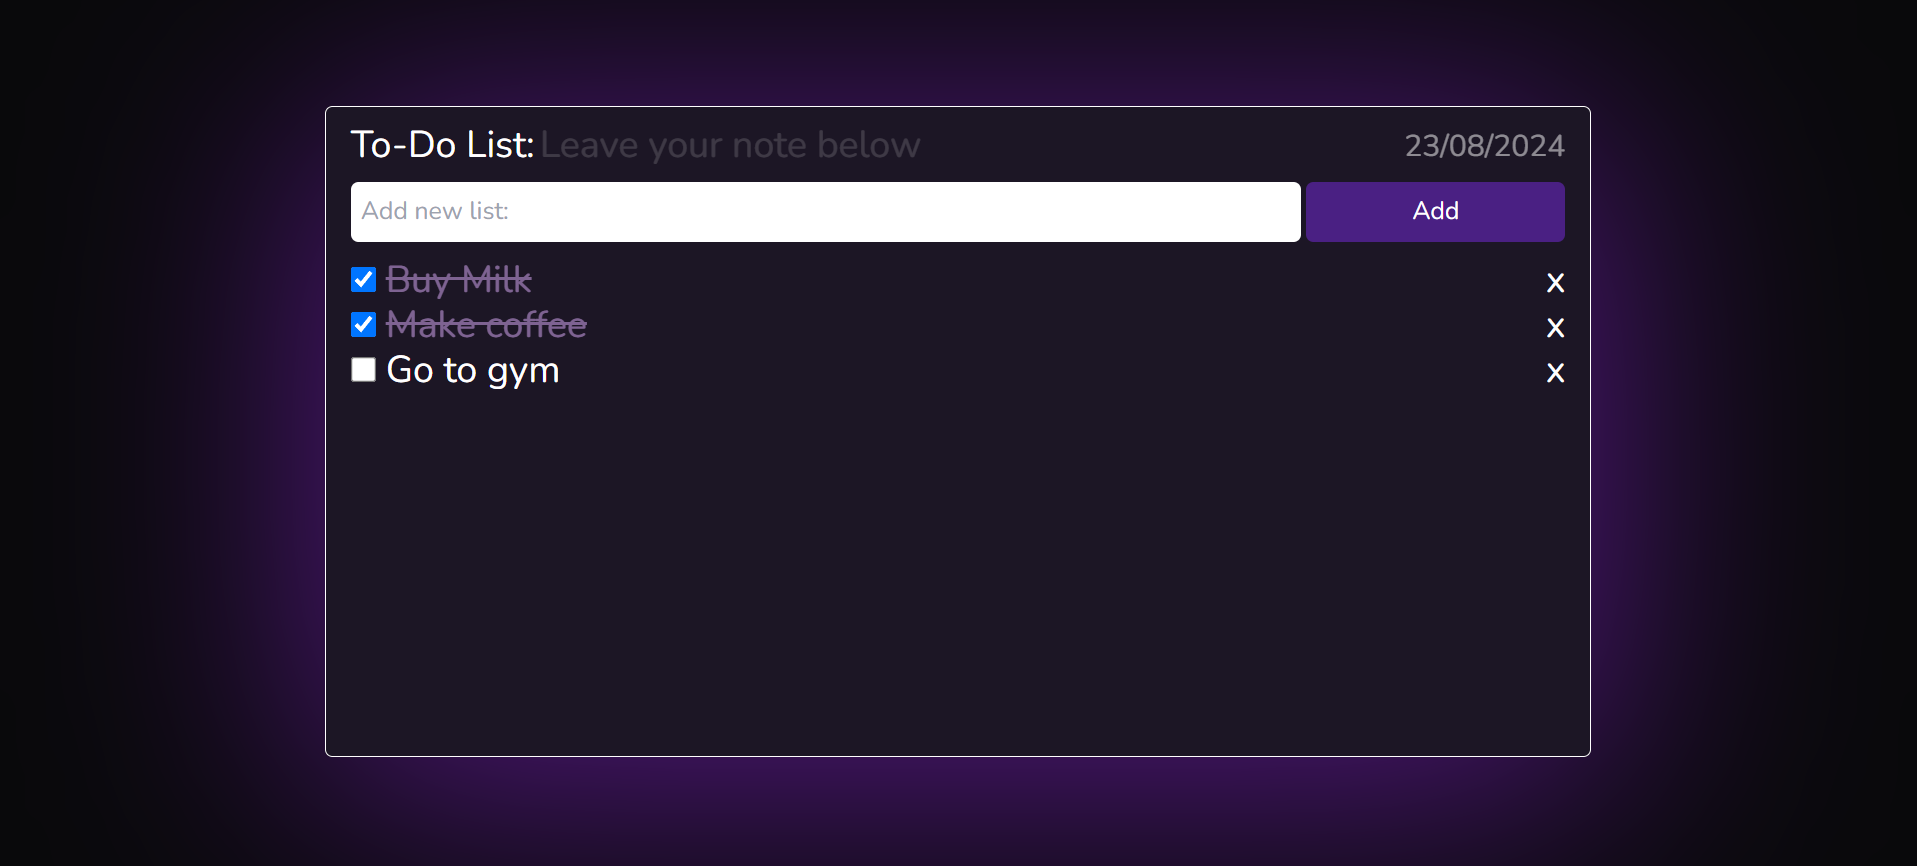 To-Do List: Leave your note below 23/08/2024
Add new list: Add
Buy Milk x
Make coffee x
Go to gym x